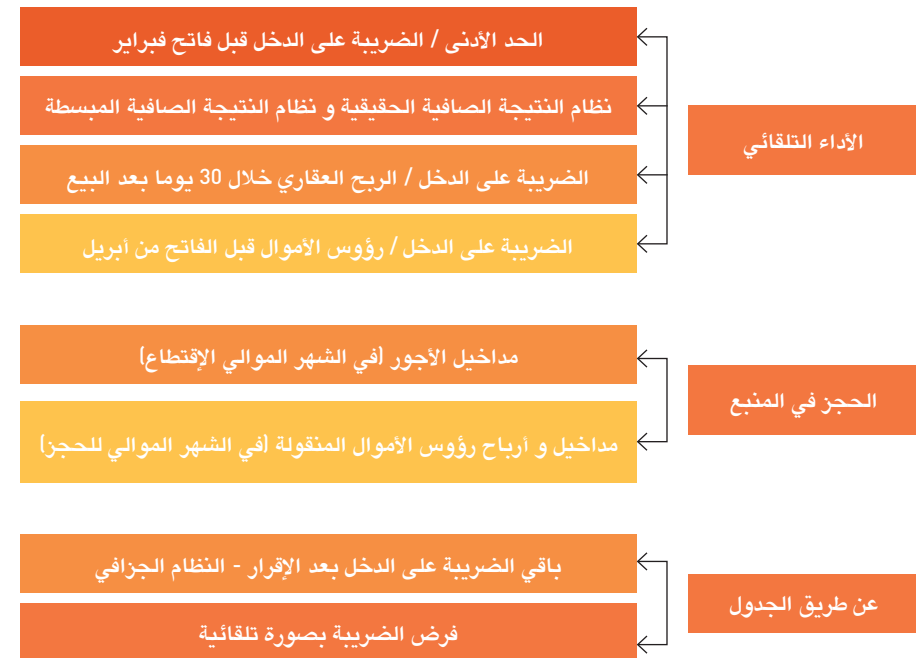 الأداء التلقائي
الحد الأدنى / الضريبة على الدخل قبل فاتح فبراير
نظام النتيجة الصافية الحقيقية و نظام النتيجة الصافية المبسطة
الضريبة على الدخل / الربح العقاري خلال 30 يوما بعد البيع
الضريبة على الدخل / رؤوس الأموال قبل الفاتح من أبريل
الحجز في المنبع
مداخيل الأجور (في الشهر الموالي الإقتطاع)
مداخيل و أرباح رؤوس الأموال المنقولة (في الشهر الموالي للحجز)
عن طريق الجدول
باقي الضريبة على الدخل بعد الإقرار - النظام الجزافي
فرض الضريبة بصورة تلقائية